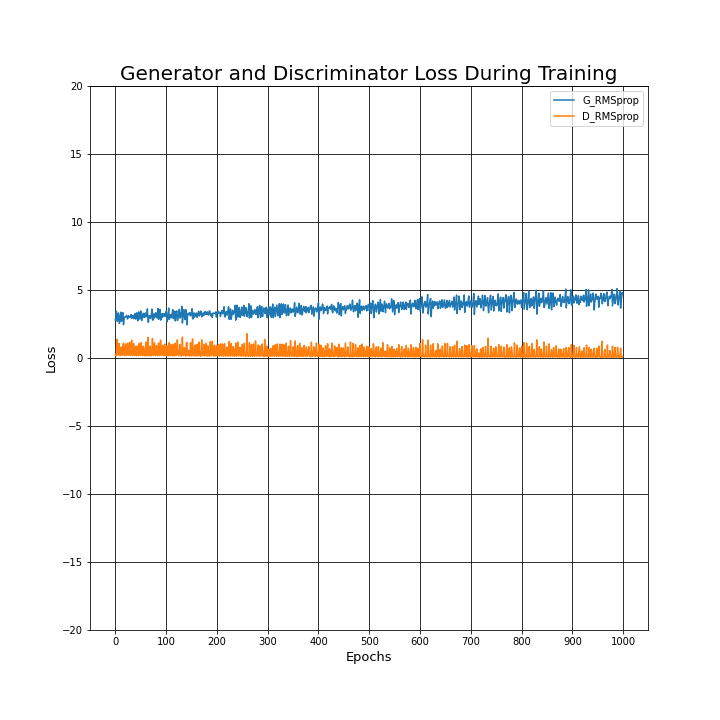 Generator and Discriminator Loss During Training
G_RMSprop
D_RMSprop
20
15
10
5
0
−5
−10
−15
−20
Loss
0 100 200 300 400 500 600 700 800 900 1000
Epochs